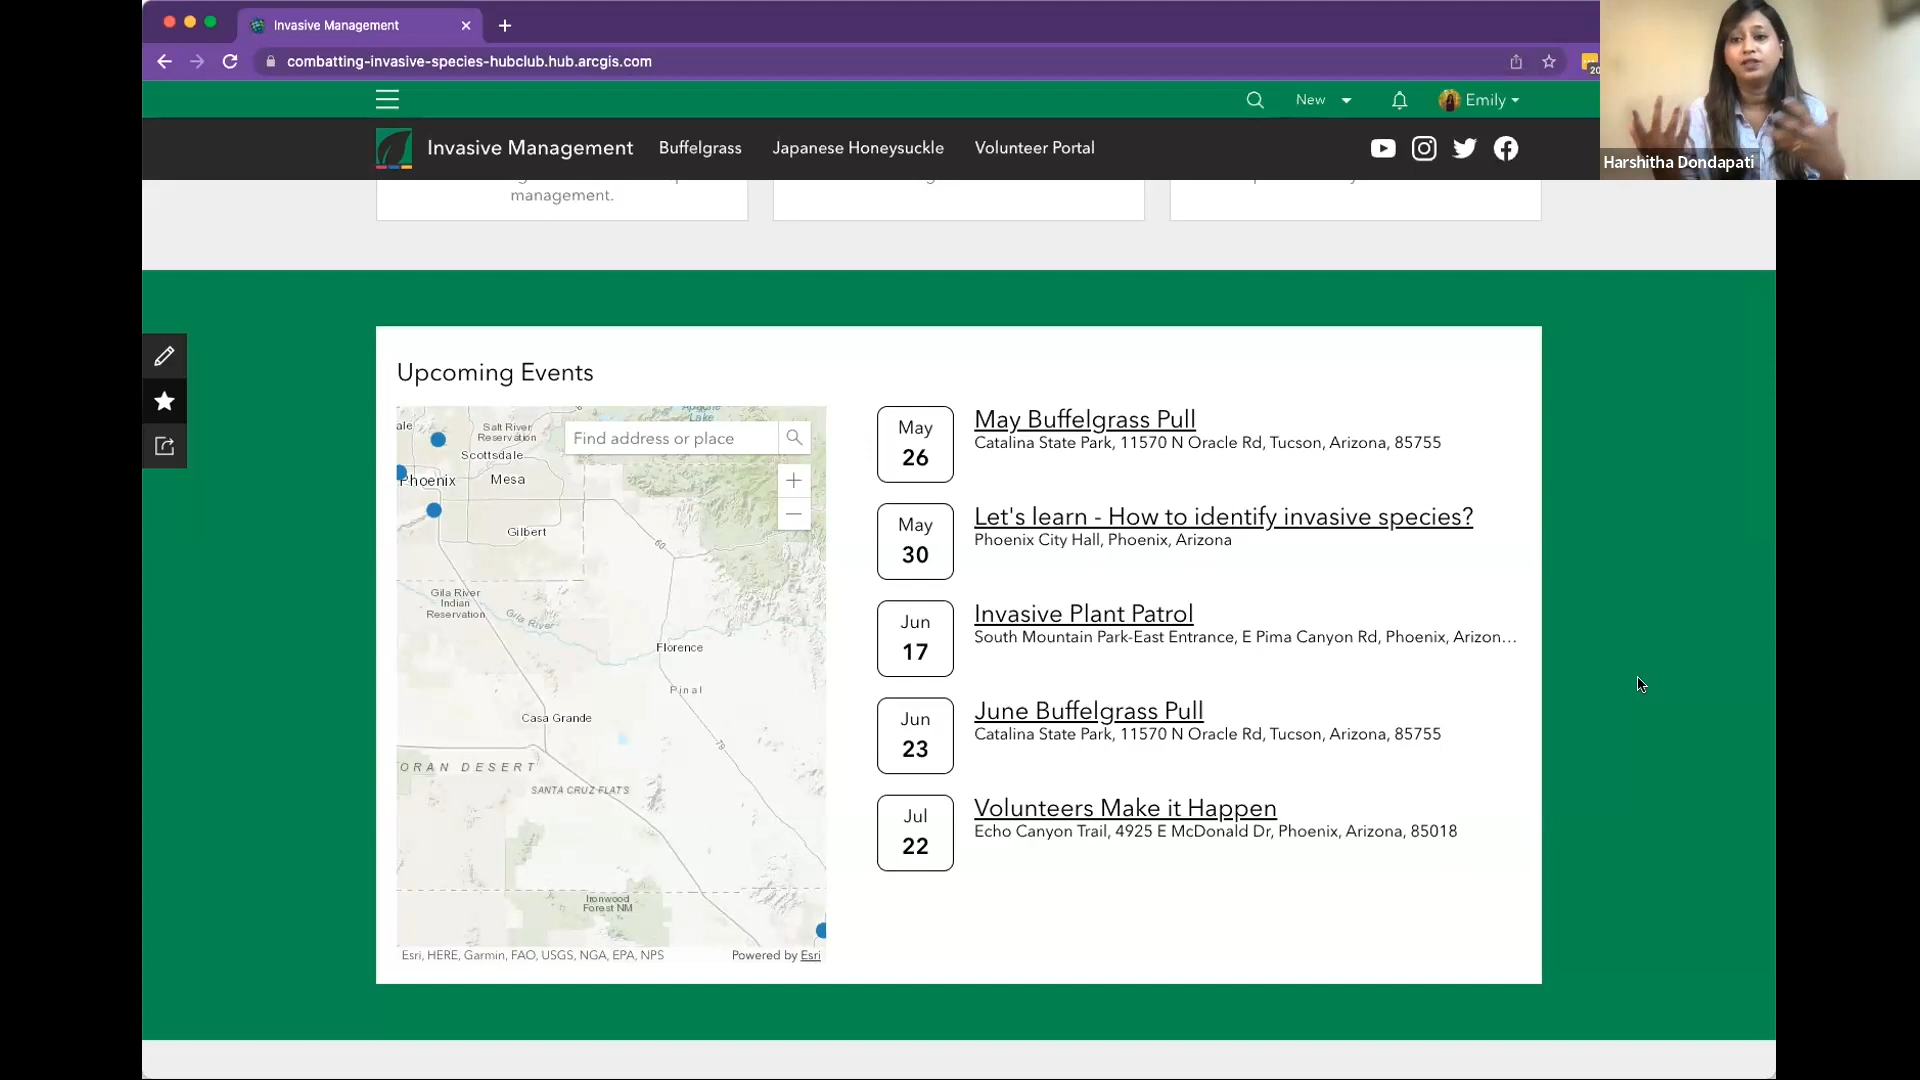 Invasive Management
combatting-invasive-species-hubclub.hub.arcgis.com
20
New
Emily
Harshitha Dondapati
Invasive Management
Buffelgrass
Japanese Honeysuckle
Volunteer Portal
management.
Upcoming Events
Find address or place
Apache
Lake
ale
Salt River
Reservation
Scottsdale
Phoenix
Mesa
Gilbert
60
Gila River
Indian
Reservation
Gila River
Florence
Pinal
Casa Grande
79
ORAN DESERT
SANTA CRUZ FLATS
Ironwood
Forest NM
Esri, HERE, Garmin, FAO, USGS, NGA, EPA, NPS
Powered by Esri
May
26
May Buffelgrass Pull
Catalina State Park, 11570 N Oracle Rd, Tucson, Arizona, 85755
May
30
Let's learn - How to identify invasive species?
Phoenix City Hall, Phoenix, Arizona
Jun
17
Invasive Plant Patrol
South Mountain Park-East Entrance, E Pima Canyon Rd, Phoenix, Arizon...
Jun
23
June Buffelgrass Pull
Catalina State Park, 11570 N Oracle Rd, Tucson, Arizona, 85755
Jul
22
Volunteers Make it Happen
Echo Canyon Trail, 4925 E McDonald Dr, Phoenix, Arizona, 85018